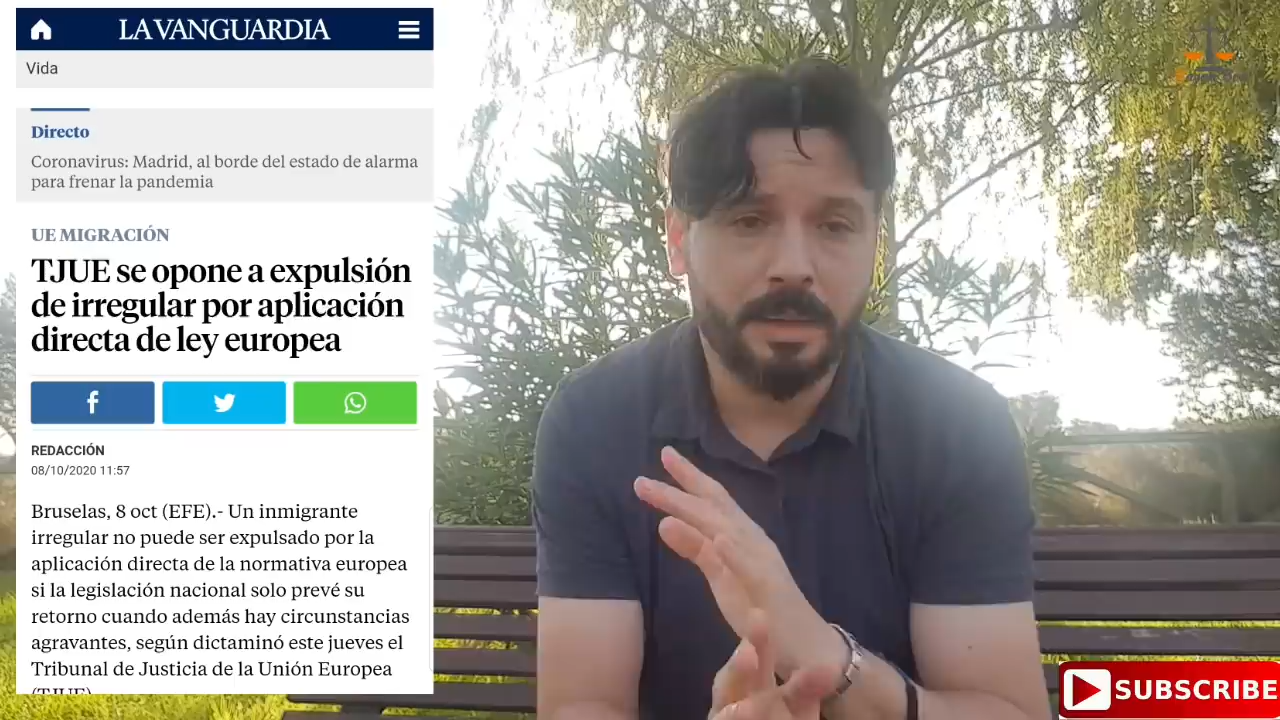 LA VANGUARDIA
Vida
Directo
Coronavirus: Madrid, al borde del estado de alarma
para frenar la pandemia
UE MIGRACIÓN
TJUE se opone a expulsión
de irregular por aplicación
directa de ley europea
REDACCIÓN
08/10/2020 11:57
Bruselas, 8 oct (EFE).- Un inmigrante
irregular no puede ser expulsado por la
aplicación directa de la normativa europea
si la legislación nacional solo prevé su
retorno cuando además hay circunstancias
agravantes, según dictaminó este jueves el
Tribunal de Justicia de la Unión Europea
(TJUE)
SUBSCRIBE